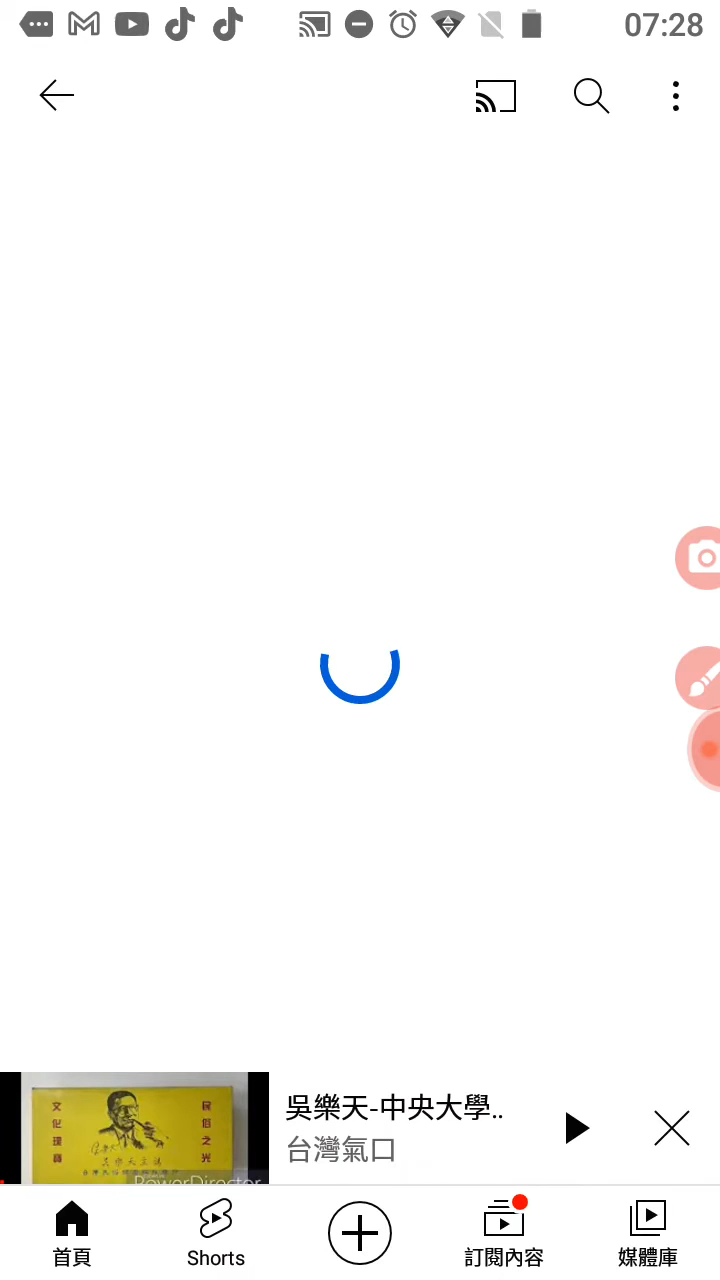 07:28
文化瑰寶
民俗之光
吳樂天主講
PowerDirector
吳樂天-中央大學..
台灣氣口
首頁
Shorts
訂閱內容
媒體庫